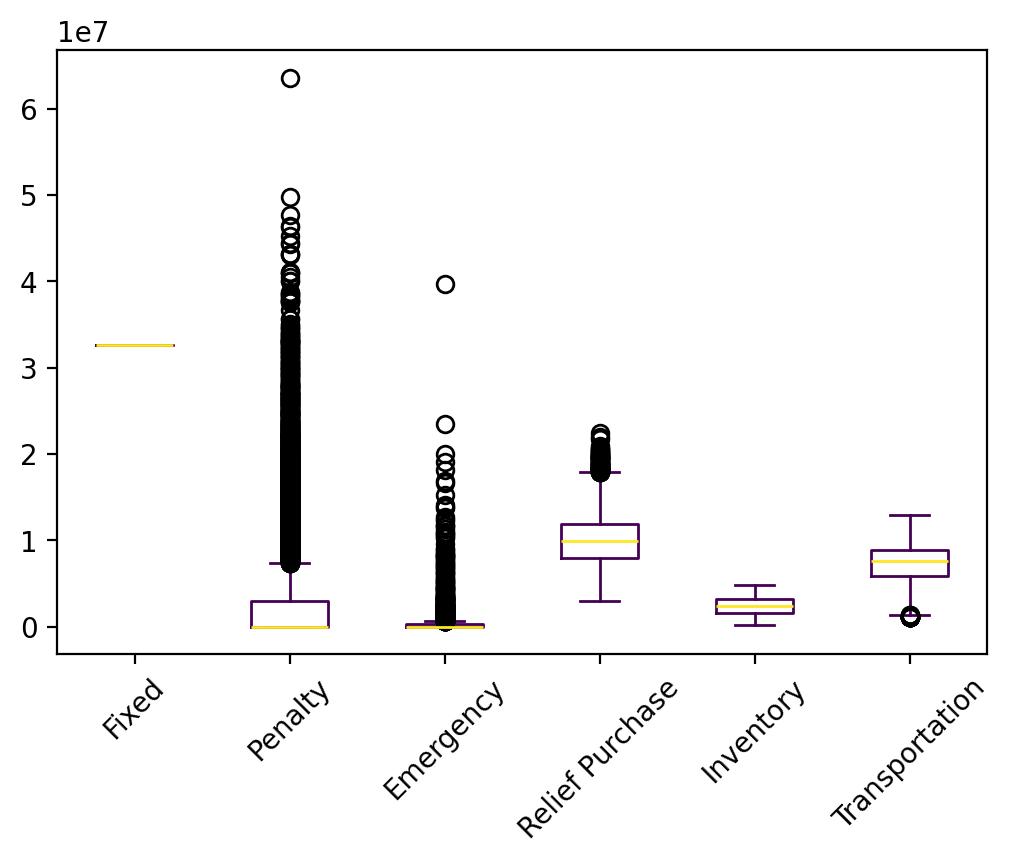 1e7
6
5
4
3
2
1
0
Fixed
Penalty
Emergency
Relief Purchase
Inventory
Transportation